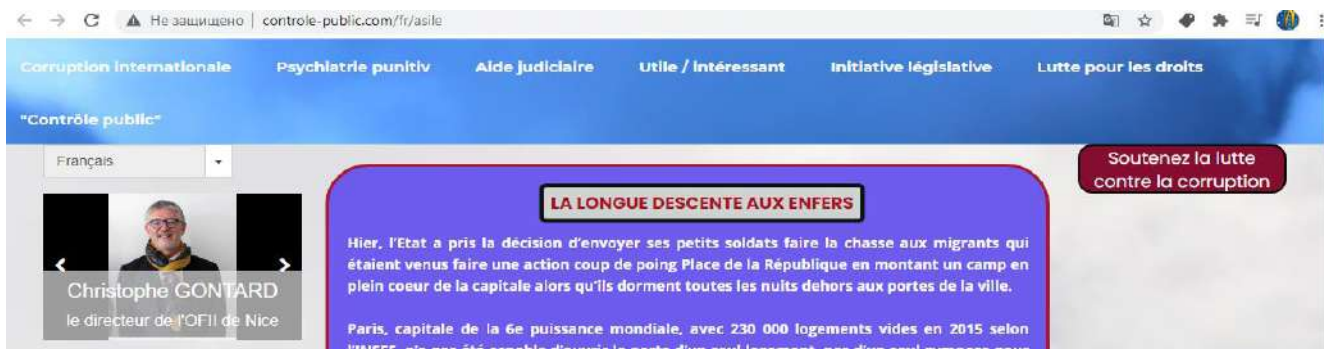 Не защищено | controle-public.com/fr/asile
Corruption internationale Psychiatrie punitiv Aide judiciaire Utile / Intéressant Initiative législative Lutte pour les droits
"Contrôle public"
Français
Soutenez la lutte
contre la corruption
LA LONGUE DESCENTE AUX ENFERS
Hier, l'Etat a pris la décision d'envoyer ses petits soldats faire la chasse aux migrants qui
étaient venus faire une action coup de poing Place de la République en montant un camp en
plein coeur de la capitale alors qu'ils dorment toutes les nuits dehors aux portes de la ville.
Christophe GONTARD
le directeur de l'OFII de Nice
Paris, capitale de la 6e puissance mondiale, avec 230 000 logements vides en 2015 selon